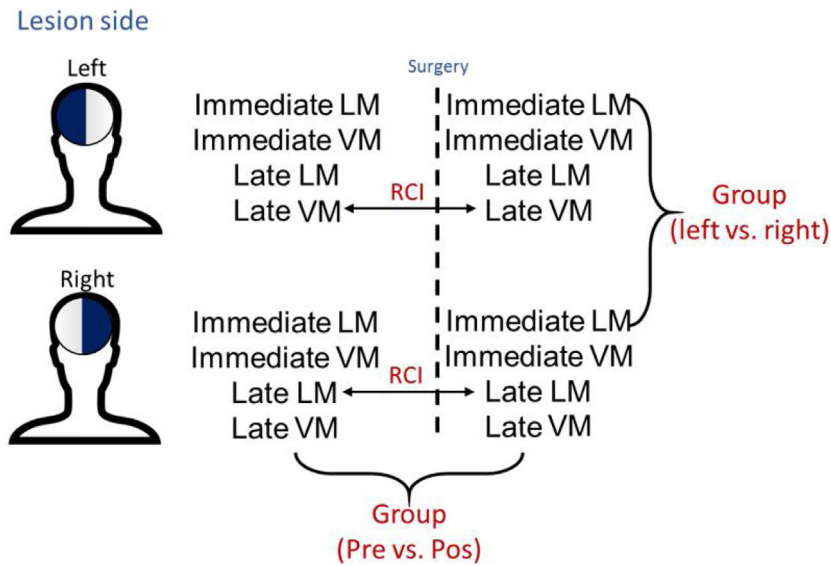 Lesion side
Left
Surgery
Immediate LM
Immediate VM
Late LM
Late VM
RCI
Immediate LM
Immediate VM
Late LM
Late VM
Group
(left vs. right)
Right
Immediate LM
Immediate VM
Late LM
Late VM
RCI
Immediate LM
Immediate VM
Late LM
Late VM
Group
(Pre vs. Pos)